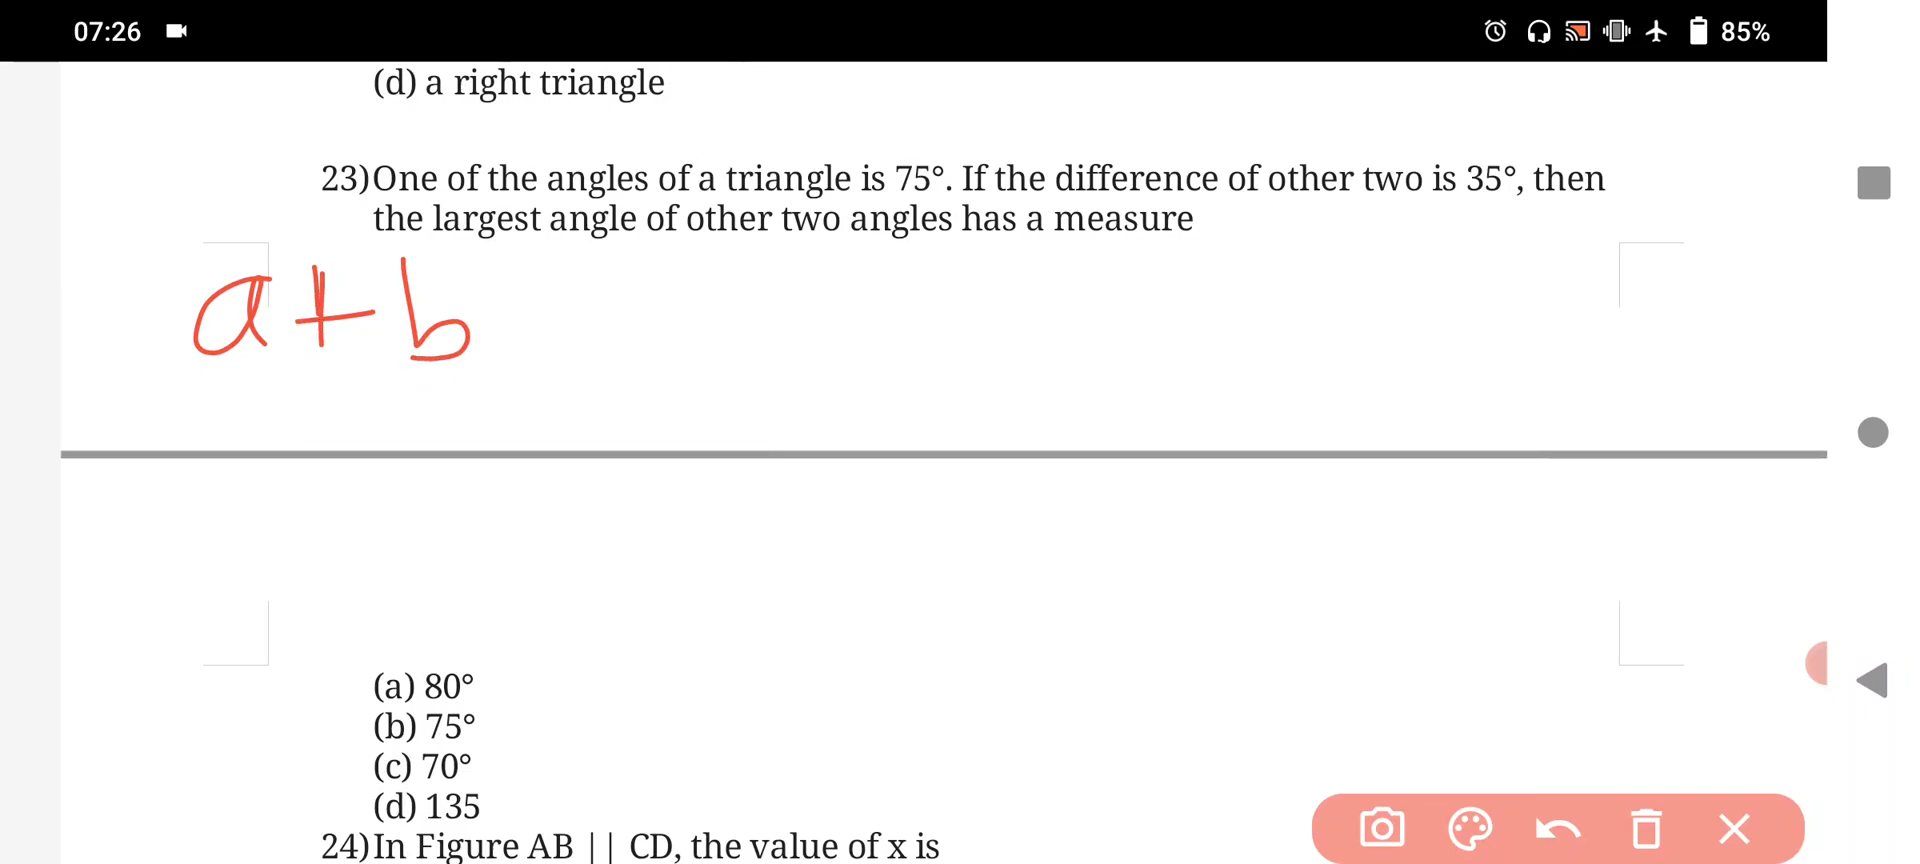 07:26 85%
(d) a right triangle
23)One of the angles of a triangle is 75°. If the difference of other two is 35°, then
the largest angle of other two angles has a measure
a+b
(a) 80°
(b) 75°
(c) 70°
(d) 135
24)In Figure AB || CD, the value of x is